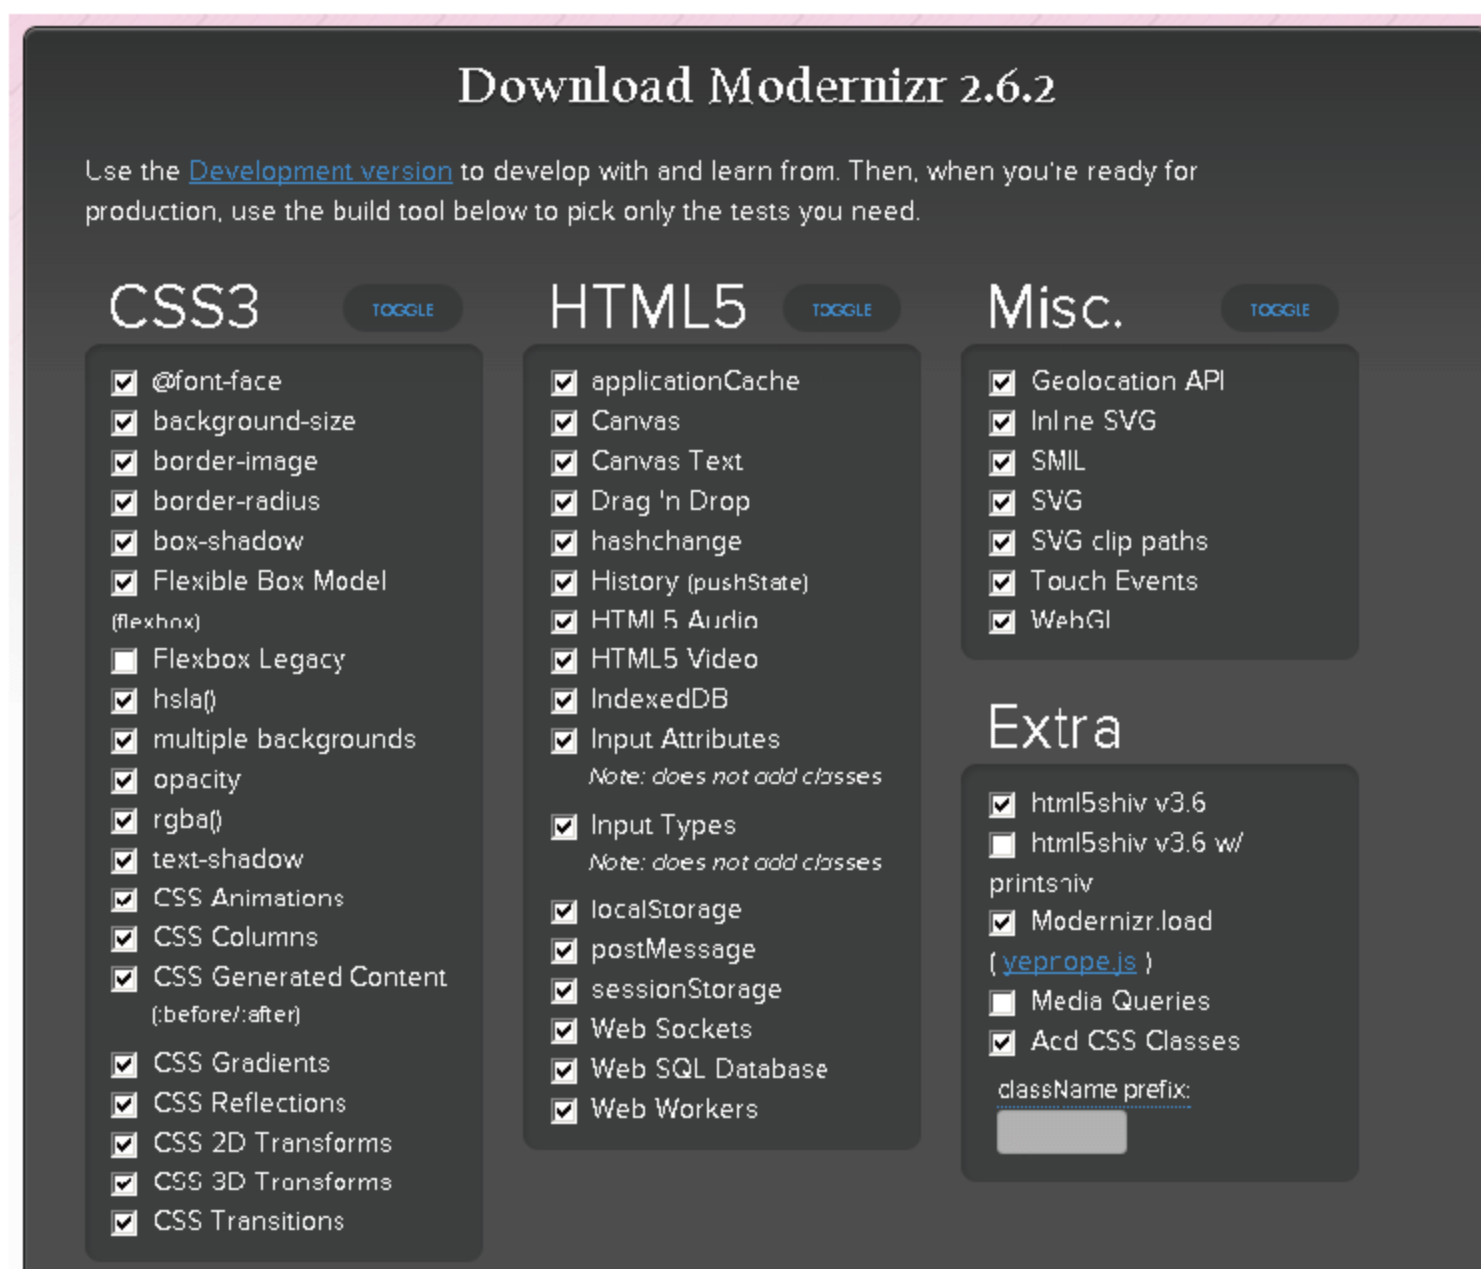 Download Modernizr 2.6.2
Use the Development version to develop with and learn from. Then, when you're ready for
production, use the build tool below to pick only the tests you need.
CSS3
TOGGLE
@font-face
background-size
border-image
border-radius
box-shadow
Flexible Box Model
(flexbox)
Flexbox Legacy
hsla()
multiple backgrounds
opacity
rgba()
text-shadow
CSS Animations
CSS Columns
CSS Generated Content
(:before/:after)
CSS Gradients
CSS Reflections
CSS 2D Transforms
CSS 3D Transforms
CSS Transitions
HTML5
TOGGLE
applicationCache
Canvas
Canvas Text
Drag 'n Drop
hashchange
History (pushState)
HTML5 Audio
HTML5 Video
IndexedDB
Input Attributes
Note: does not add classes
Input Types
Note: does not add classes
localStorage
postMessage
sessionStorage
Web Sockets
Web SQL Database
Web Workers
Misc.
TOGGLE
Geolocation API
Inline SVG
SMIL
SVG
SVG clip paths
Touch Events
WebGL
Extra
html5shiv v3.6
html5shiv v3.6 w/
printshiv
Modernizr.load
( yepnope.js )
Media Queries
Add CSS Classes
className prefix: